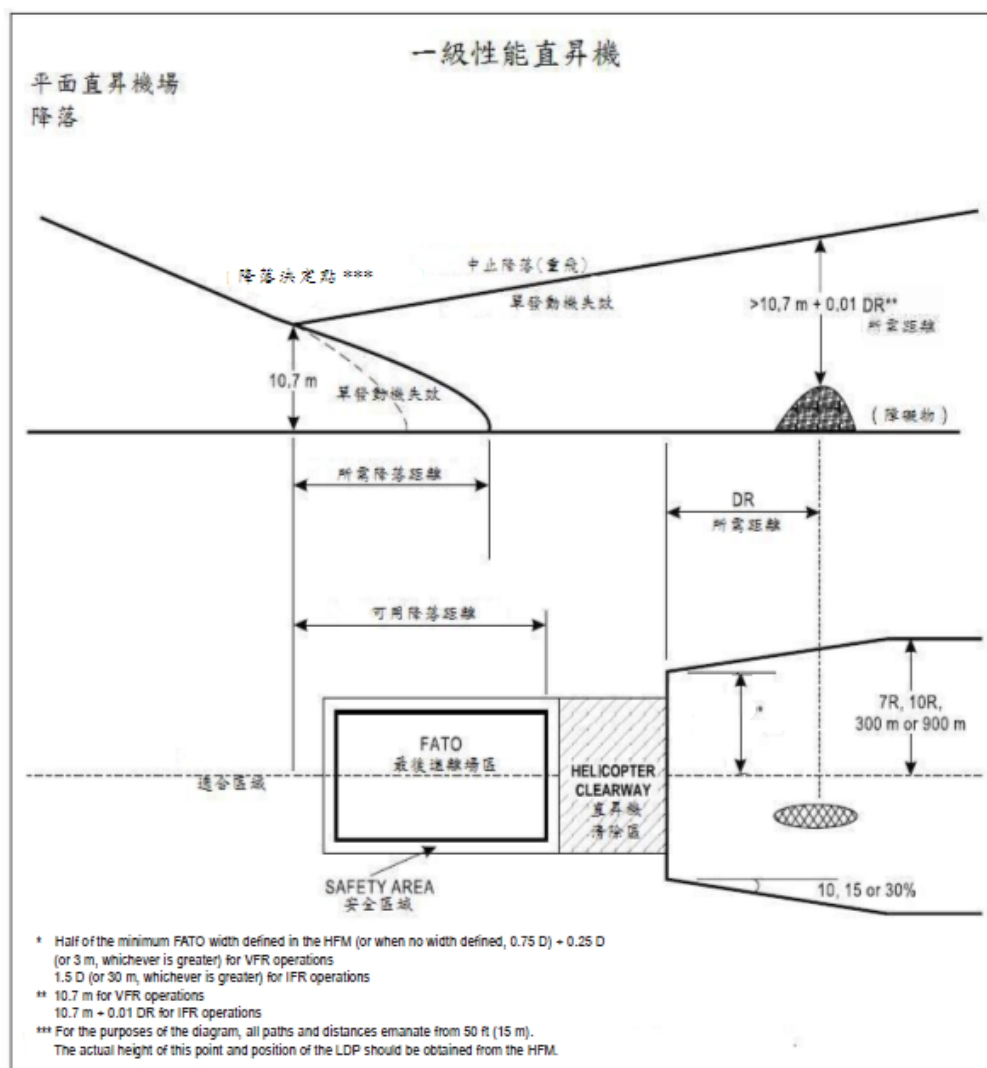 一級性能直昇機
平面直昇機場
降落
降落決定點 ***
中止降落(重飛)
單發動機失效
>10,7 m + 0,01 DR**
所需距離
10,7 m
單發動機失效
(障礙物)
所需降落距離
DR
所需距離
可用降落距離
*
7R, 10R,
300 m or 900 m
FATO
最後進離場區
適合區域
HELICOPTER
CLEARWAY
直昇機
清除區
SAFETY AREA
安全區域
10, 15 or 30%
* Half of the minimum FATO width defined in the HFM (or when no width defined, 0.75 D) + 0.25 D
(or 3 m, whichever is greater) for VFR operations
1.5 D (or 30 m, whichever is greater) for IFR operations
** 10.7 m for VFR operations
10.7 m + 0.01 DR for IFR operations
*** For the purposes of the diagram, all paths and distances emanate from 50 ft (15 m).
The actual height of this point and position of the LDP should be obtained from the HFM.